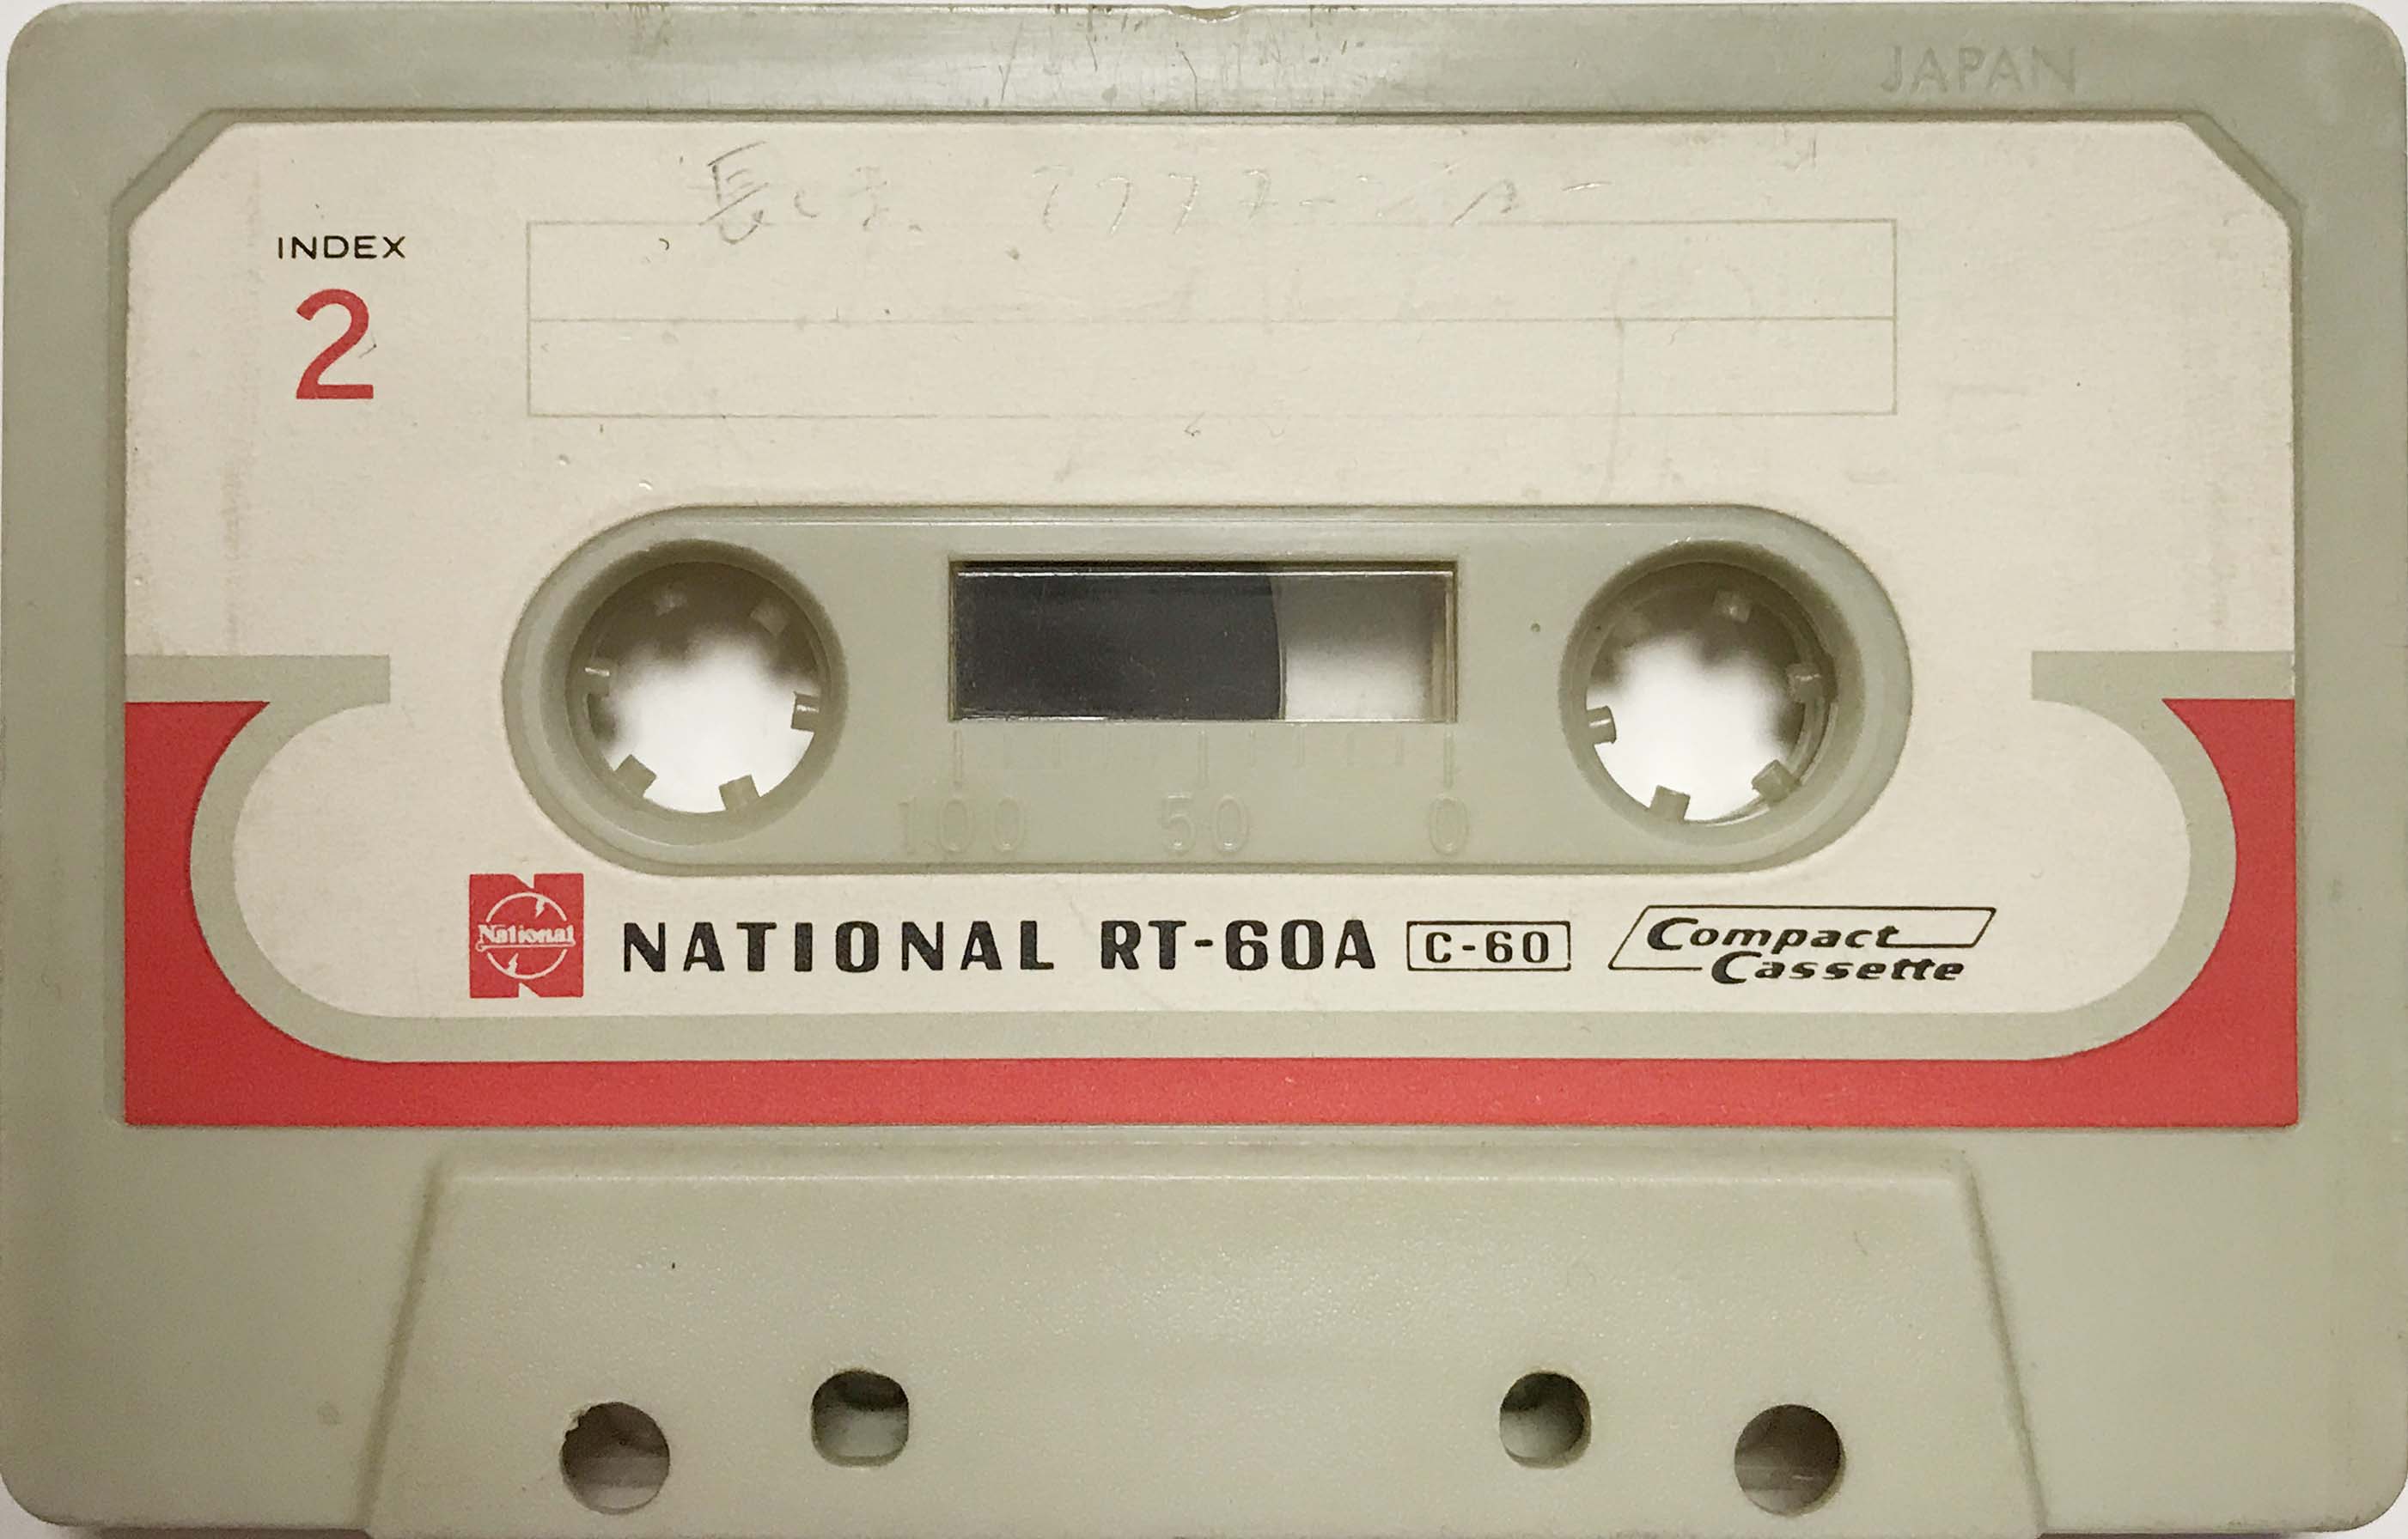 JAPAN
INDEX
2
100 50 0
National
NATIONAL RT-60A C-60 Compact Cassette